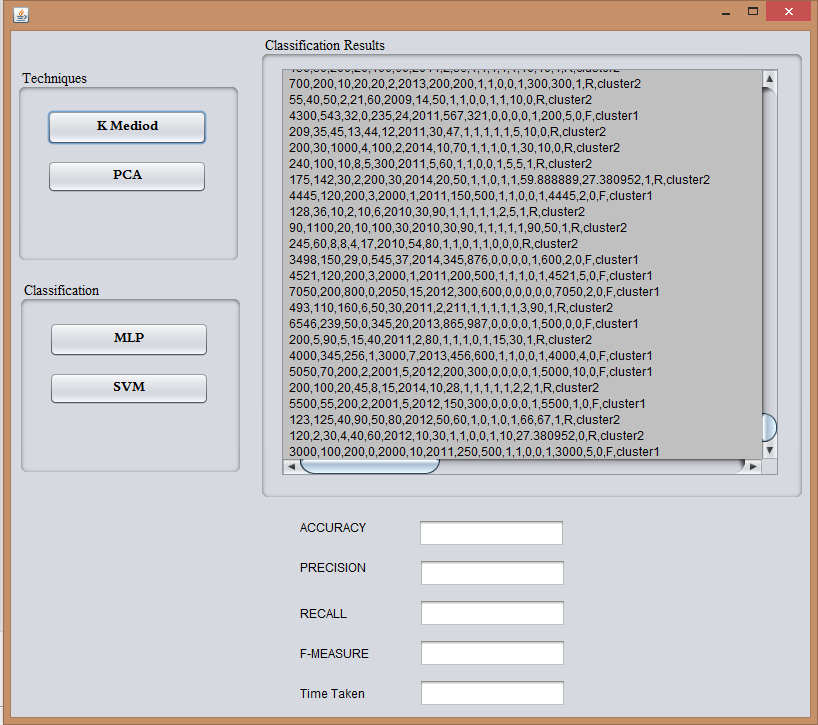 Classification Results
Techniques
K Mediod
PCA
Classification
MLP
SVM
700,200,10,20,20,2,2013,200,200,1,1,0,0,1,300,300,1,R,cluster2
55,40,50,2,21,60,2009,14,50,1,1,0,0,1,1,10,0,R,cluster2
4300,543,32,0,235,24,2011,567,321,0,0,0,0,1,200,5,0,F,cluster1
209,35,45,13,44,12,2011,30,47,1,1,1,1,1,5,10,0,R,cluster2
200,30,1000,4,100,2,2014,10,70,1,1,1,0,1,30,10,0,R,cluster2
240,100,10,8,5,300,2011,5,60,1,1,0,0,1,5,5,1,R,cluster2
175,142,30,2,200,30,2014,20,50,1,1,0,1,1,59.888889,27.380952,1,R,cluster2
4445,120,200,3,2000,1,2011,150,500,1,1,0,0,1,4445,2,0,F,cluster1
128,36,10,2,10,6,2010,30,90,1,1,1,1,1,2,5,1,R,cluster2
90,1100,20,10,100,30,2010,30,90,1,1,1,1,1,90,50,1,R,cluster2
245,60,8,8,4,17,2010,54,80,1,1,0,1,1,0,0,0,R,cluster2
3498,150,29,0,545,37,2014,345,876,0,0,0,0,1,600,2,0,F,cluster1
4521,120,200,3,2000,1,2011,200,500,1,1,1,0,1,4521,5,0,F,cluster1
7050,200,800,0,2050,15,2012,300,600,0,0,0,0,0,7050,2,0,F,cluster1
493,110,160,6,50,30,2011,2,211,1,1,1,1,1,3,90,1,R,cluster2
6546,239,50,0,345,20,2013,865,987,0,0,0,0,1,500,0,0,F,cluster1
200,5,90,5,15,40,2011,2,80,1,1,1,0,1,15,30,1,R,cluster2
4000,345,256,1,3000,7,2013,456,600,1,1,0,0,1,4000,4,0,F,cluster1
5050,70,200,2,2001,5,2012,200,300,0,0,0,0,1,5000,10,0,F,cluster1
200,100,20,45,8,15,2014,10,28,1,1,1,1,1,2,2,1,R,cluster2
5500,55,200,2,2001,5,2012,150,300,0,0,0,0,1,5500,1,0,F,cluster1
123,125,40,90,50,80,2012,50,60,1,0,1,0,1,66,67,1,R,cluster2
120,2,30,4,40,60,2012,10,30,1,1,0,0,1,10,27.380952,0,R,cluster2
3000,100,200,0,2000,10,2011,250,500,1,1,0,0,1,3000,5,0,F,cluster1
ACCURACY
PRECISION
RECALL
F-MEASURE
Time Taken